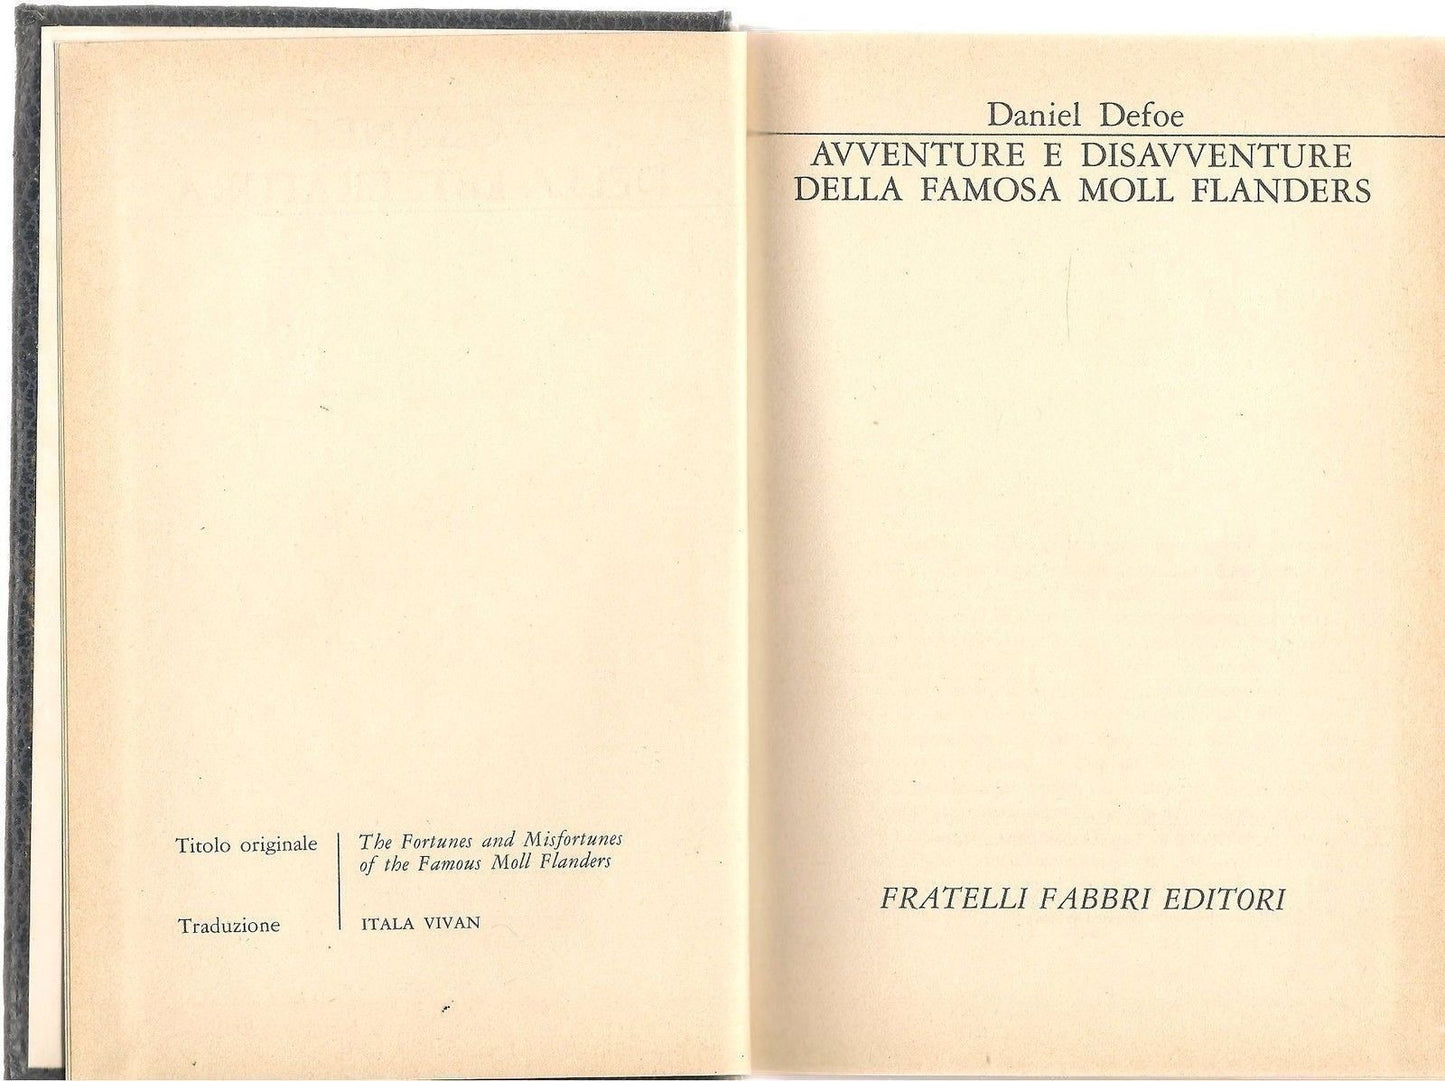 Titolo originale
The Fortunes and Misfortunes
of the Famous Moll Flanders
Traduzione
ITALA VIVAN
Daniel Defoe
AVVENTURE E DISAVVENTURE
DELLA FAMOSA MOLL FLANDERS
FRATELLI FABBRI EDITORI